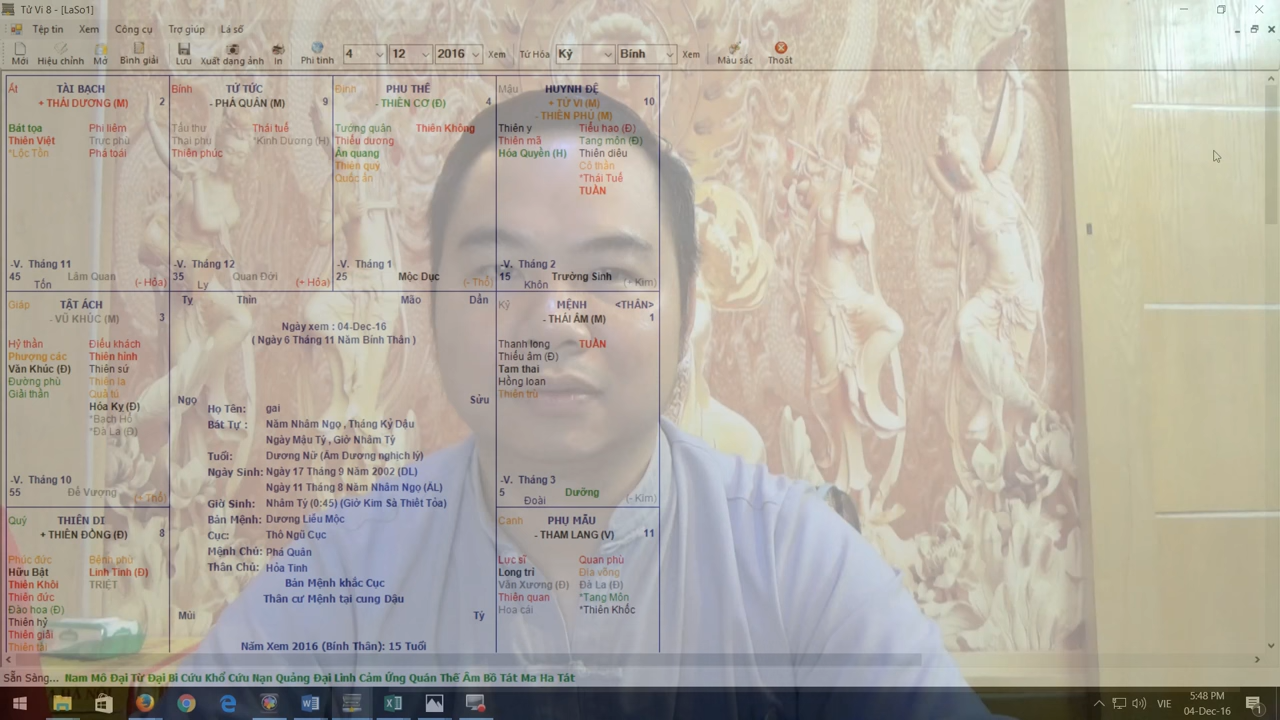 Tử Vi 8 - [LaSo1]
Tệp tin Xem Công cụ Trợ giúp Lá số
Mới Hiệu chỉnh Mở Bình giải Lưu Xuất dạng ảnh In Phi tinh 4 12 2016 Xem Tứ Hóa Kỷ Bính Xem Màu sắc Thoát
Ất TÀI BẠCH 2
+ THÁI DƯƠNG (M)
Bát tọa Phi liêm
Thiên Việt Trực phù
*Lộc Tồn Phá toái
-V. Tháng 11
45 Lâm Quan (- Hỏa)
Tốn
Bính TỬ TỨC 9
- PHÁ QUÂN (M)
Tấu thư Thái tuế
Thai phụ *Kình Dương (H)
Thiên phúc
-V. Tháng 12
35 Quan Đới (+ Hỏa)
Ly
Định PHU THÊ 4
- THIÊN CƠ (Đ)
Tướng quân Thiên Không
Thiếu dương
Ân quang
Thiên quý
Quốc ấn
-V. Tháng 1
25 Mộc Dục (- Thổ)
Mậu HUYNH ĐỆ 10
+ TỬ VI (M)
- THIÊN PHỦ (M)
Thiên y Tiểu hao (Đ)
Thiên mã Tang môn (Đ)
Hóa Quyền (H) Thiên diêu
Cô thần
*Thái Tuế
TUẦN
-V. Tháng 2
15 Trường Sinh (- Kim)
Khôn
Giáp TẬT ÁCH 3
- VŨ KHÚC (M)
Hỷ thần Điếu khách
Phượng các Thiên hình
Văn Khúc (Đ) Thiên sứ
Đường phù Thiên la
Giải thần Quả tú
Hóa Kỵ (Đ)
*Bạch Hổ
*Đà La (Đ)
-V. Tháng 10
55 Đế Vượng (+ Thổ)
Tỵ Thìn Mão Dần
Ngày xem : 04-Dec-16
( Ngày 6 Tháng 11 Năm Bính Thân )
Ngọ Sửu
Họ Tên: gai
Bát Tự : Năm Nhâm Ngọ , Tháng Kỷ Dậu
Ngày Mậu Tý , Giờ Nhâm Tý
Tuổi: Dương Nữ (Âm Dương nghịch lý)
Ngày Sinh: Ngày 17 Tháng 9 Năm 2002 (DL)
Ngày 11 Tháng 8 Năm Nhâm Ngọ (ÂL)
Giờ Sinh: Nhâm Tý (0:45) (Giờ Kim Sà Thiết Tỏa)
Bản Mệnh: Dương Liễu Mộc
Cục: Thổ Ngũ Cục
Mệnh Chủ: Phá Quân
Thân Chủ: Hỏa Tinh
Bản Mệnh khắc Cục
Thân cư Mệnh tại cung Dậu
Mùi Tý
Năm Xem 2016 (Bính Thân): 15 Tuổi
Kỷ MỆNH <THÂN>
- THÁI ÂM (M) 1
Thanh long TUẦN
Thiếu âm (Đ)
Tam thai
Hồng loan
Thiên trù
-V. Tháng 3
5 Dưỡng (- Kim)
Đoài
Quý THIÊN DI
+ THIÊN ĐỒNG (Đ) 8
Phúc đức Bệnh phù
Hữu Bật Linh Tinh (Đ)
Thiên Khôi TRIỆT
Thiên đức
Đào hoa (Đ)
Thiên hỷ
Thiên giải
Thiên tài
Canh PHỤ MẪU
- THAM LANG (V) 11
Lực sĩ Quan phù
Long trì Địa võng
Văn Xương (Đ) Đà La (Đ)
Thiên quan *Tang Môn
Hoa cái *Thiên Khốc
Sẵn Sàng... Nam Mô Đại Từ Đại Bi Cứu Khổ Cứu Nạn Quảng Đại Linh Cảm Ứng Quán Thế Âm Bồ Tát Ma Ha Tát
VIE
5:48 PM
04-Dec-16
1